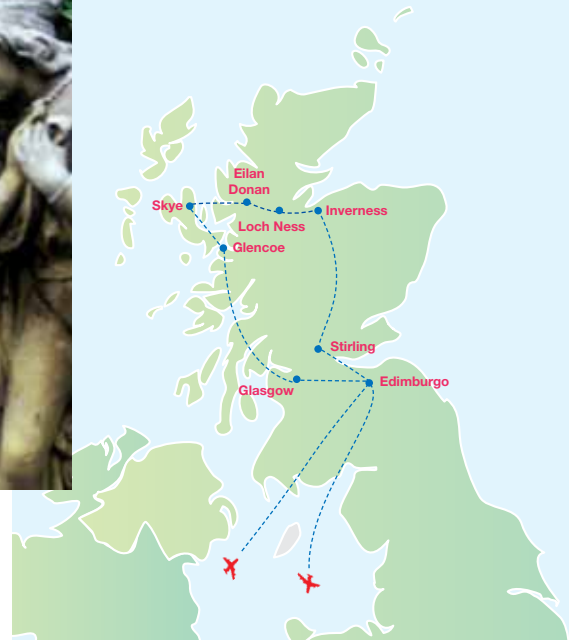 Eilan
Donan
Skye
Inverness
Loch Ness
Glencoe
Stirling
Edimburgo
Glasgow